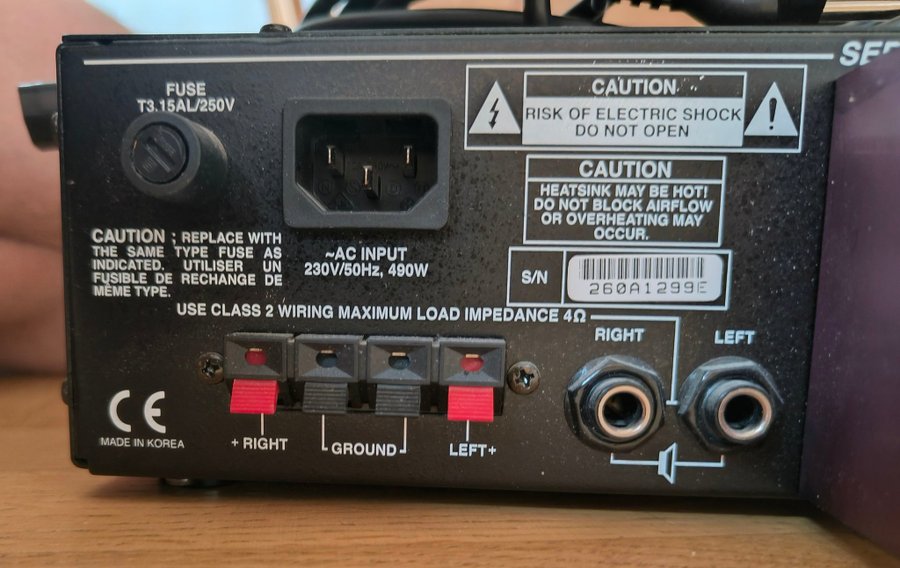 SER
FUSE
T3.15AL/250V
CAUTION
RISK OF ELECTRIC SHOCK
DO NOT OPEN
CAUTION
HEATSINK MAY BE HOT!
DO NOT BLOCK AIRFLOW
OR OVERHEATING MAY
OCCUR.
CAUTION : REPLACE WITH
THE SAME TYPE FUSE AS
INDICATED. UTILISER UN
FUSIBLE DE RECHANGE DE
MÊME TYPE.
~AC INPUT
230V/50Hz, 490W
S/N
260A1299E
USE CLASS 2 WIRING MAXIMUM LOAD IMPEDANCE 4Ω
RIGHT
LEFT
CE
MADE IN KOREA
+ RIGHT
GROUND
LEFT+